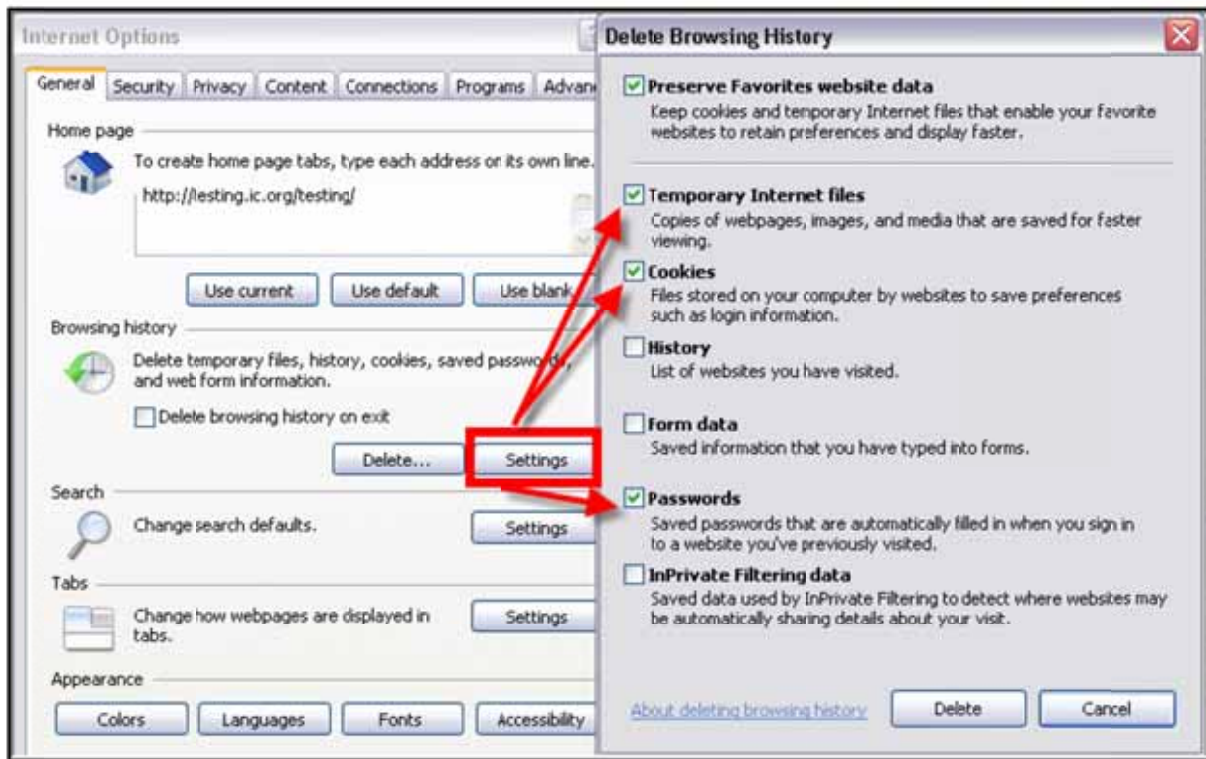 Internet Options
General Security Privacy Content Connections Programs Advan
Home page
To create home page tabs, type each address on its own line.
http://testing.ic.org/testing/
Use current Use default Use blank
Browsing history
Delete temporary files, history, cookies, saved passwords,
and web form information.
Delete browsing history on exit
Delete... Settings
Search
Change search defaults. Settings
Tabs
Change how webpages are displayed in
tabs.
Settings
Appearance
Colors Languages Fonts Accessibility
Delete Browsing History
Preserve Favorites website data
Keep cookies and temporary Internet files that enable your favorite
websites to retain preferences and display faster.
Temporary Internet files
Copies of webpages, images, and media that are saved for faster
viewing.
Cookies
Files stored on your computer by websites to save preferences
such as login information.
History
List of websites you have visited.
Form data
Saved information that you have typed into forms.
Passwords
Saved passwords that are automatically filled in when you sign in
to a website you've previously visited.
InPrivate Filtering data
Saved data used by InPrivate Filtering to detect where websites may
be automatically sharing details about your visit.
About deleting browsing history Delete Cancel